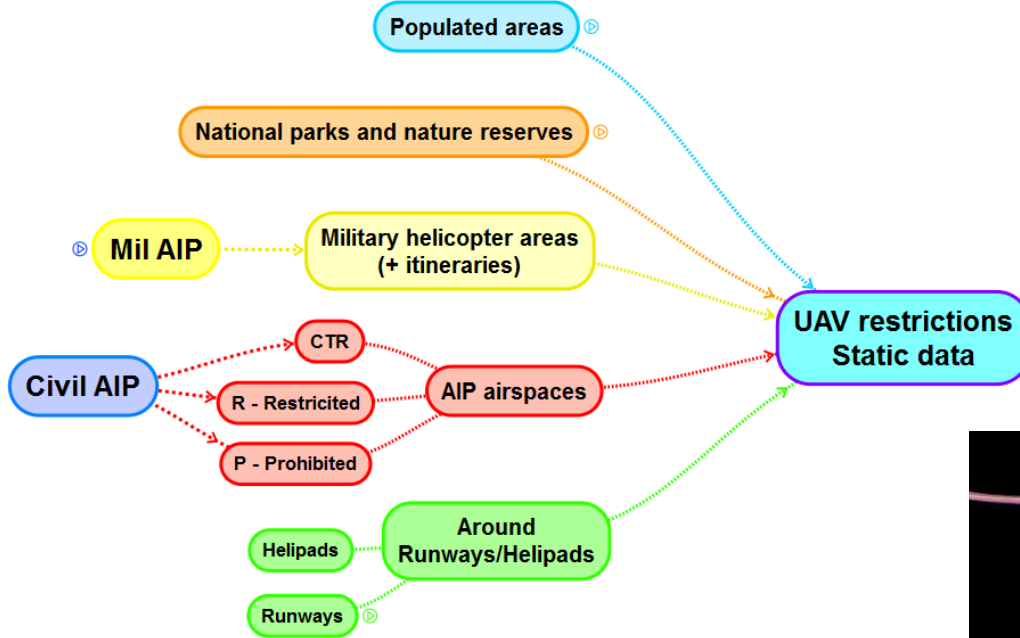 Populated areas
National parks and nature reserves
Mil AIP
Military helicopter areas
(+ itineraries)
UAV restrictions
Static data
CTR
Civil AIP
AIP airspaces
R - Restricited
P - Prohibited
Around
Runways/Helipads
Helipads
Runways